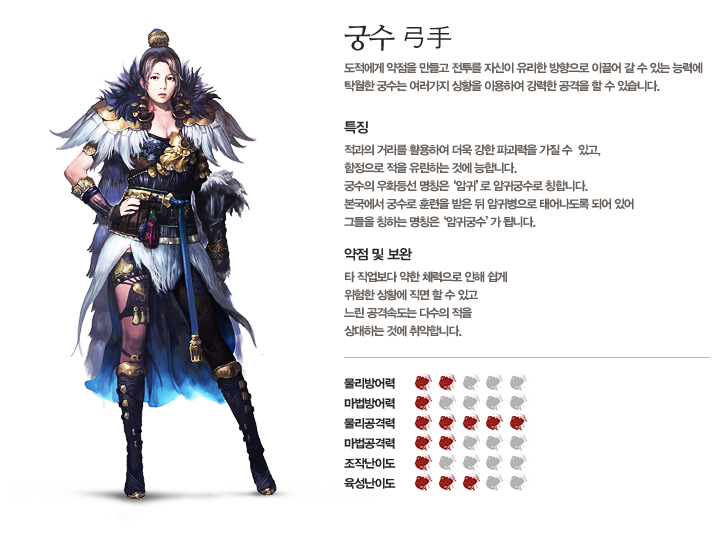 궁수 弓手
도적에게 약점을 만들고 전투를 자신이 유리한 방향으로 이끌어 갈 수 있는 능력에
탁월한 궁수는 여러가지 상황을 이용하여 강력한 공격을 할 수 있습니다.
특징
적과의 거리를 활용하여 더욱 강한 파괴력을 가질 수 있고,
함정으로 적을 유린하는 것에 능합니다.
궁수의 우화등선 명칭은 ‘암귀’로 암귀궁수로 칭합니다.
본국에서 궁수로 훈련을 받은 뒤 암귀병으로 태어나도록 되어 있어
그들을 칭하는 명칭은 ‘암귀궁수’가 됩니다.
약점 및 보완
타 직업보다 약한 체력으로 인해 쉽게
위험한 상황에 직면 할 수 있고
느린 공격속도는 다수의 적을
상대하는 것에 취약합니다.
물리방어력
마법방어력
물리공격력
마법공격력
조작난이도
육성난이도